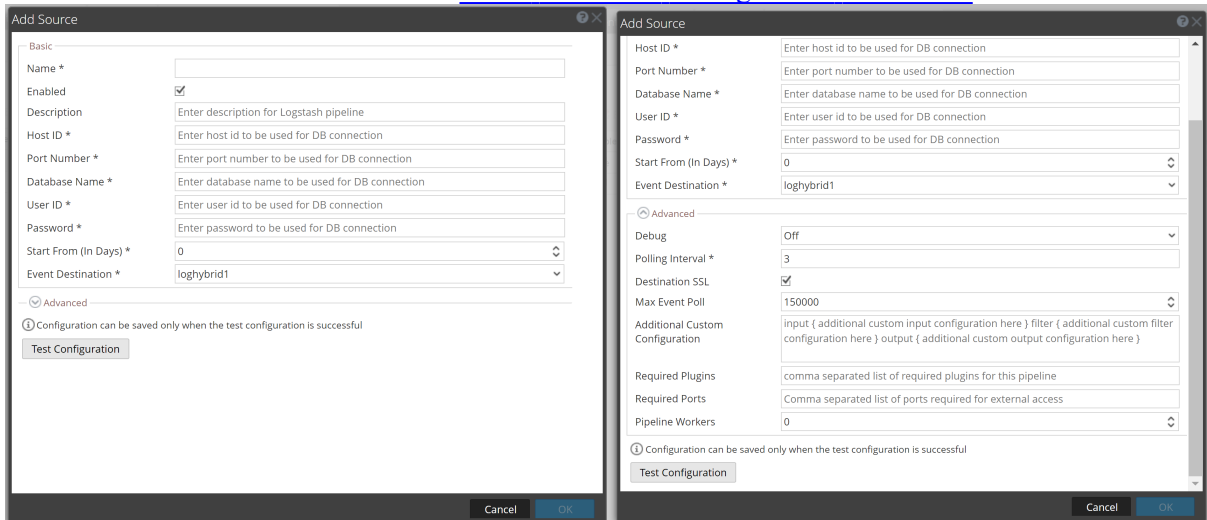 Add Source
Basic
Name *
Enabled
Description Enter description for Logstash pipeline
Host ID * Enter host id to be used for DB connection
Port Number * Enter port number to be used for DB connection
Database Name * Enter database name to be used for DB connection
User ID * Enter user id to be used for DB connection
Password * Enter password to be used for DB connection
Start From (In Days) * 0
Event Destination * loghybrid1
Advanced
Configuration can be saved only when the test configuration is successful
Test Configuration
Cancel OK
Add Source
Host ID * Enter host id to be used for DB connection
Port Number * Enter port number to be used for DB connection
Database Name * Enter database name to be used for DB connection
User ID * Enter user id to be used for DB connection
Password * Enter password to be used for DB connection
Start From (In Days) * 0
Event Destination * loghybrid1
Advanced
Debug Off
Polling Interval * 3
Destination SSL
Max Event Poll 150000
Additional Custom input { additional custom input configuration here } filter { additional custom filter
Configuration configuration here } output { additional custom output configuration here }
Required Plugins comma separated list of required plugins for this pipeline
Required Ports Comma separated list of ports required for external access
Pipeline Workers 0
Configuration can be saved only when the test configuration is successful
Test Configuration
Cancel OK